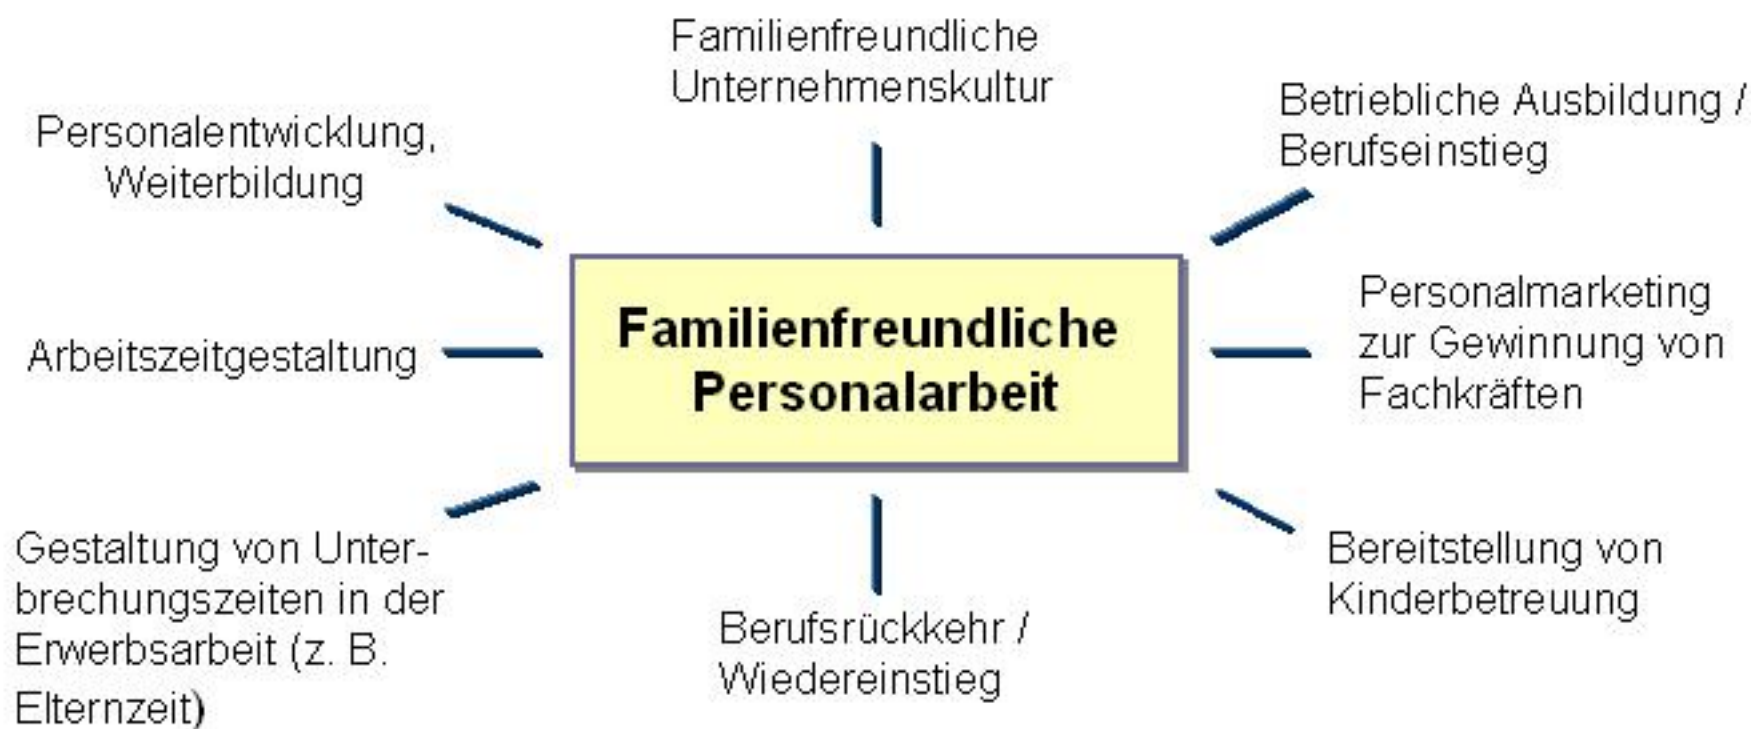 Familienfreundliche
Unternehmenskultur
Betriebliche Ausbildung /
Berufseinstieg
Personalentwicklung,
Weiterbildung
Familienfreundliche
Personalarbeit
Personalmarketing
zur Gewinnung von
Fachkräften
Arbeitszeitgestaltung
Gestaltung von Unter-
brechungszeiten in der
Erwerbsarbeit (z. B.
Elternzeit)
Berufsrückkehr /
Wiedereinstieg
Bereitstellung von
Kinderbetreuung